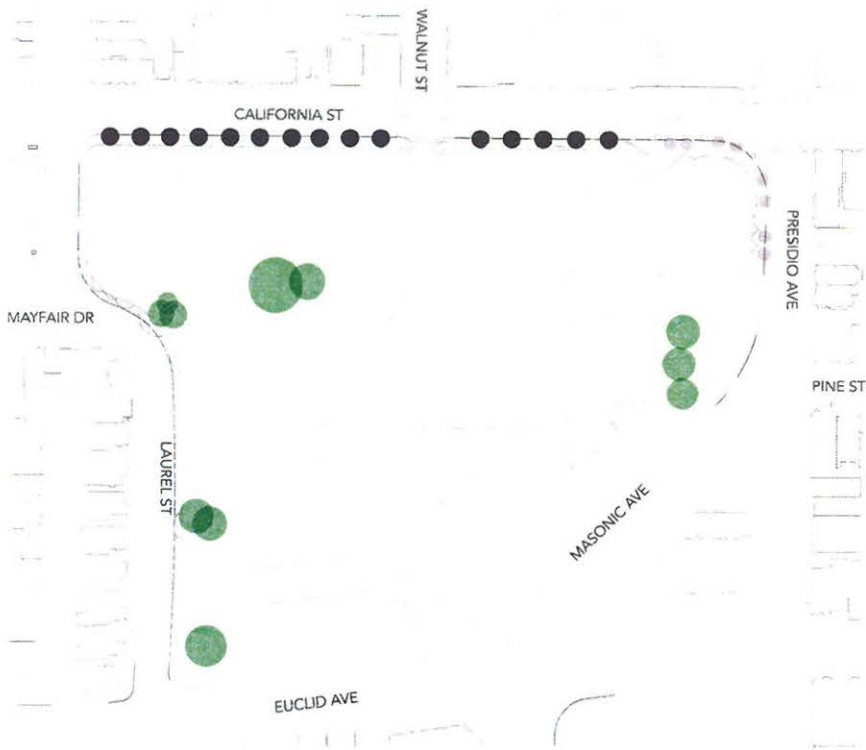 WALNUT ST
CALIFORNIA ST
PRESIDIO AVE
MAYFAIR DR
PINE ST
LAUREL ST
MASONIC AVE
EUCLID AVE